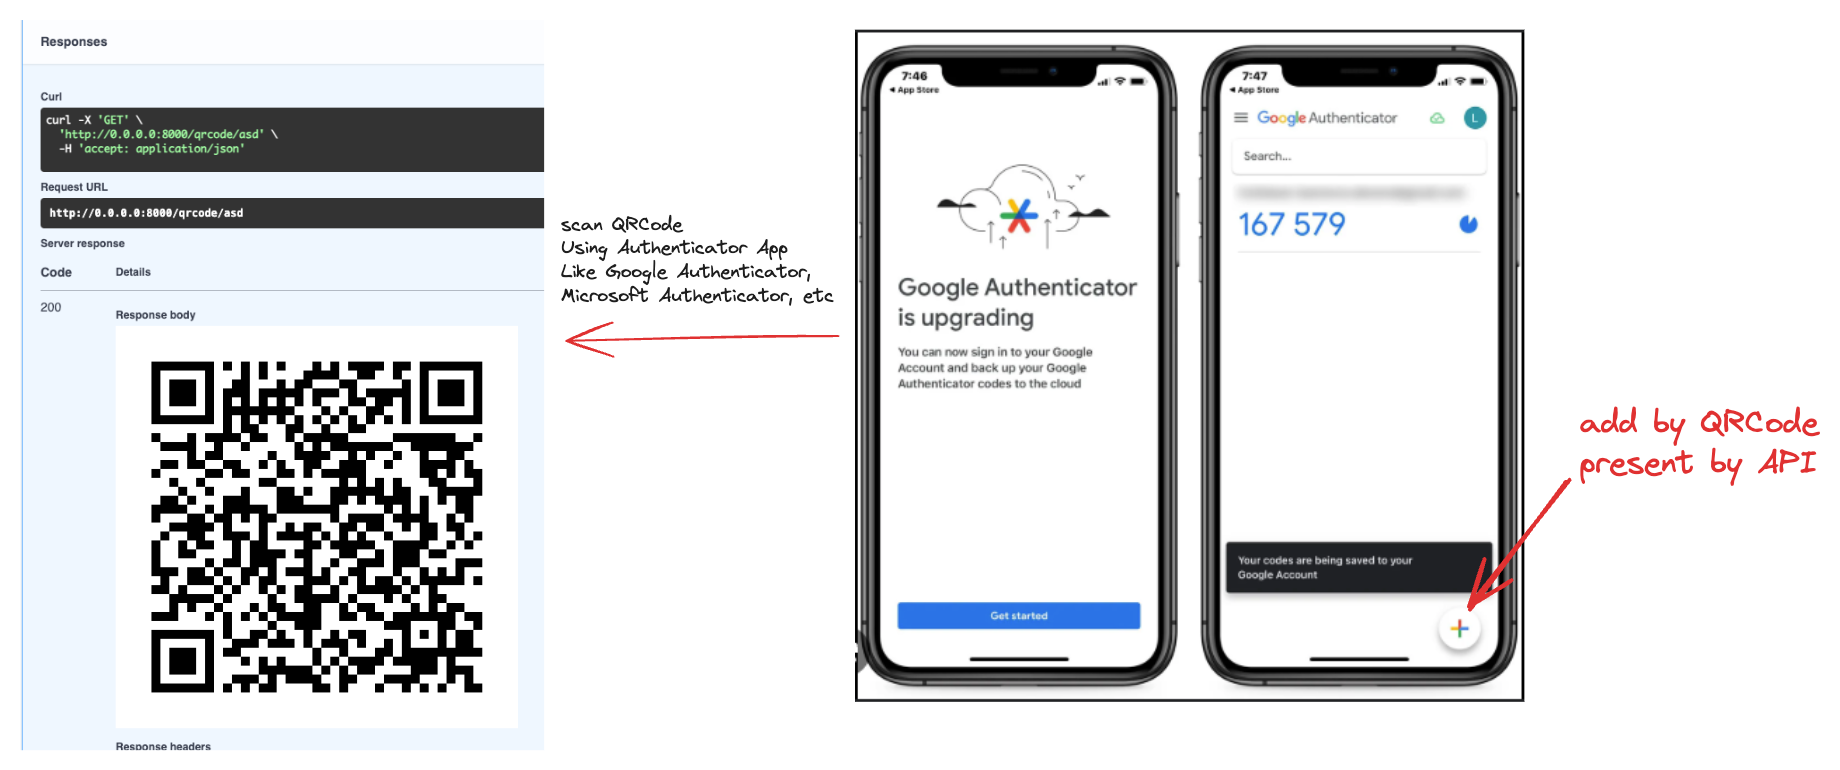 Responses
Curl
curl -X 'GET' \
'http://0.0.0.0:8000/qrcode/asd' \
-H 'accept: application/json'
Request URL
http://0.0.0.0:8000/qrcode/asd
Server response
Code Details
200
Response body
Response headers
scan QRCode
Using Authenticator App
Like Google Authenticator,
Microsoft Authenticator, etc
7:46
App Store
Google Authenticator
is upgrading
You can now sign in to your Google
Account and back up your Google
Authenticator codes to the cloud
Get started
7:47
App Store
Google Authenticator L
Search...
167 579
Your codes are being saved to your
Google Account
add by QRCode
present by API